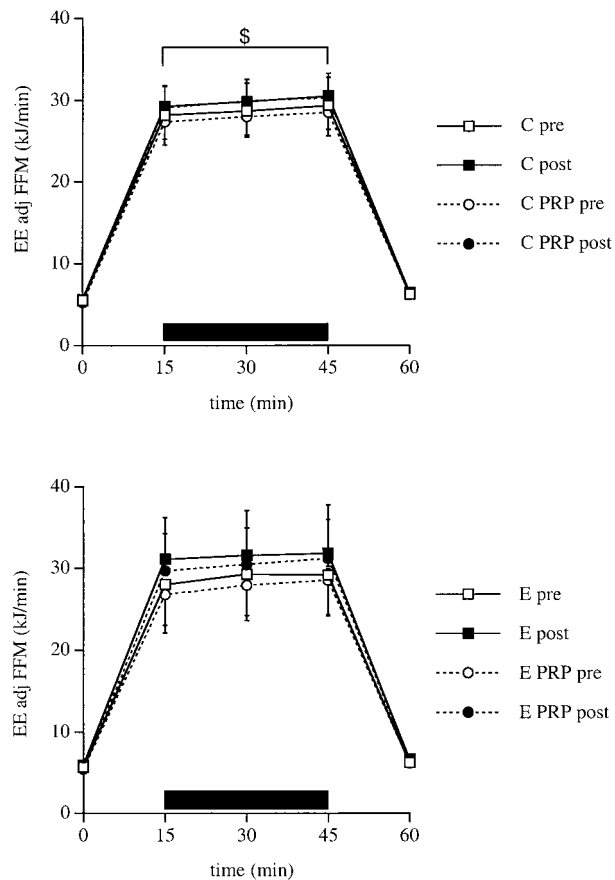 40
$
30
20
10
0
EE adj FFM (kJ/min)
0 15 30 45 60
time (min)
C pre
C post
C PRP pre
C PRP post
40
30
20
10
0
EE adj FFM (kJ/min)
0 15 30 45 60
time (min)
E pre
E post
E PRP pre
E PRP post